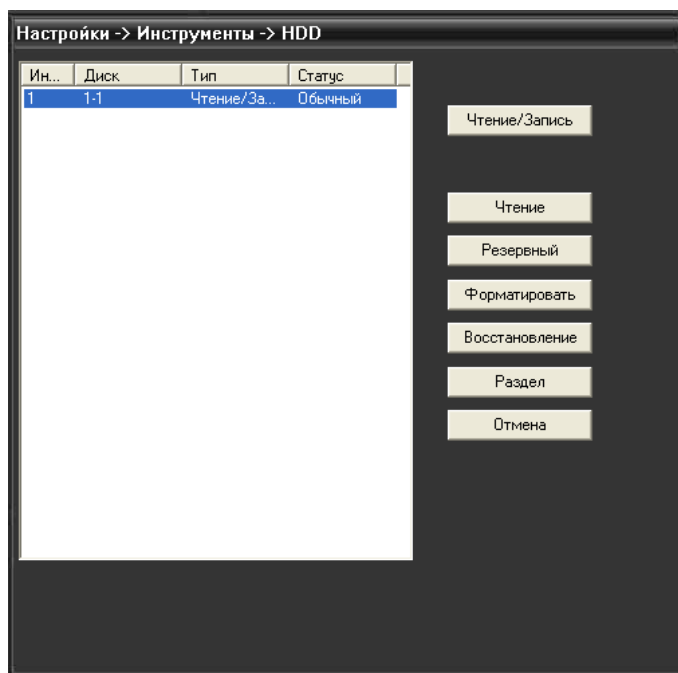 Настройки -> Инструменты -> HDD
Ин... Диск Тип Статус
1 1-1 Чтение/За... Обычный
Чтение/Запись
Чтение
Резервный
Форматировать
Восстановление
Раздел
Отмена